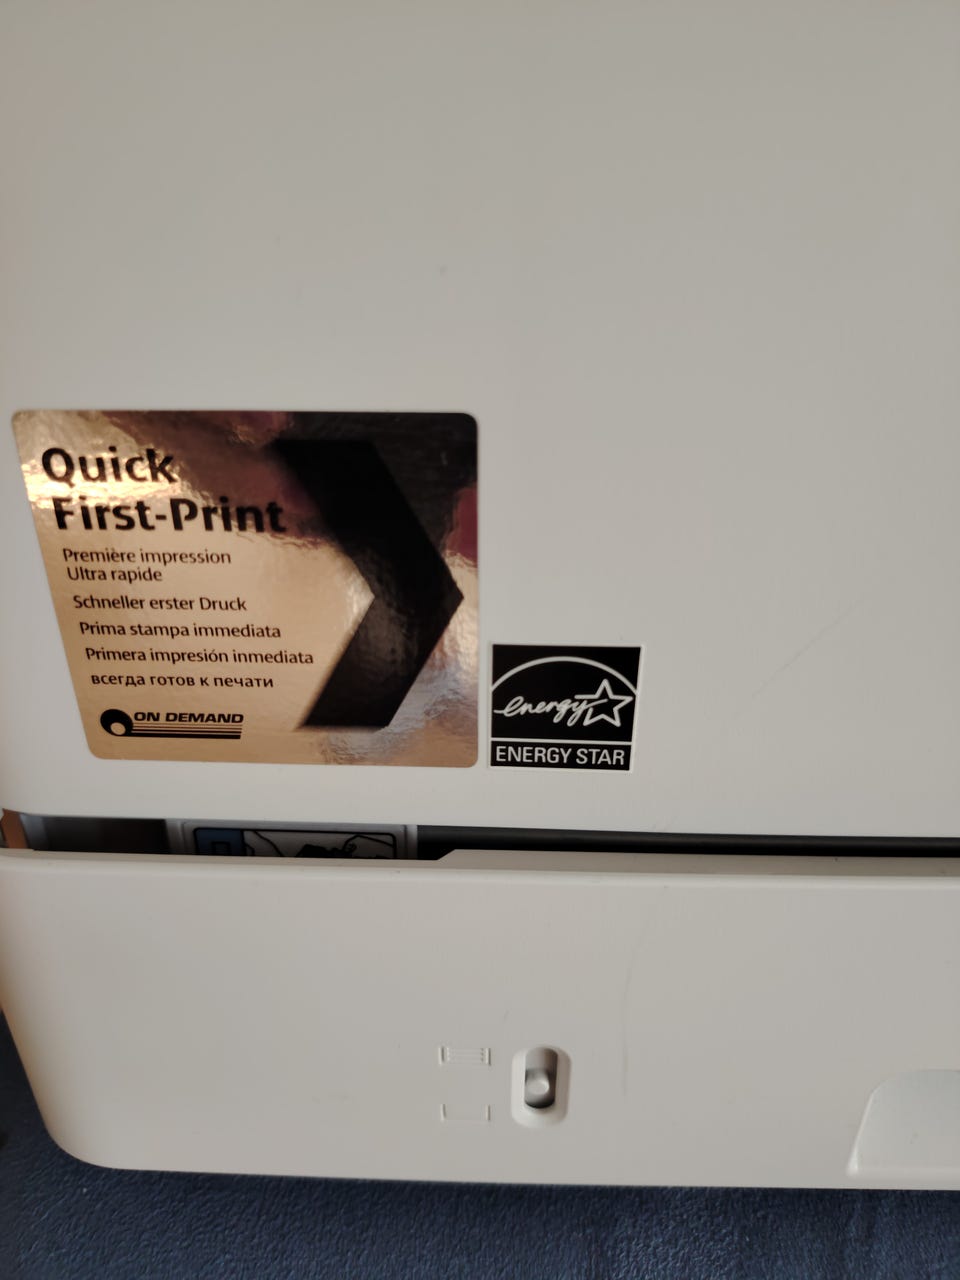 Quick
First-Print
Première impression
Ultra rapide
Schneller erster Druck
Prima stampa immediata
Primera impresión inmediata
всегда готов к печати
ON DEMAND
energy
ENERGY STAR